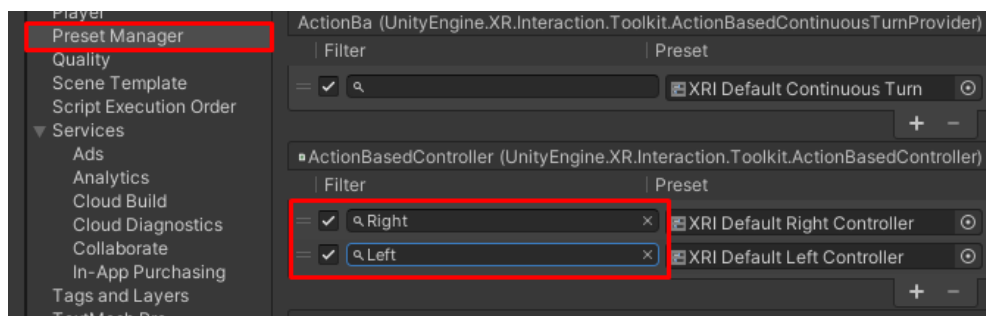 Player
Preset Manager
Quality
Scene Template
Script Execution Order
Services
Ads
Analytics
Cloud Build
Cloud Diagnostics
Collaborate
In-App Purchasing
Tags and Layers
TextMesh Pro
ActionBa (UnityEngine.XR.Interaction.Toolkit.ActionBasedContinuousTurnProvider)
Filter Preset
XRI Default Continuous Turn
+ -
ActionBasedController (UnityEngine.XR.Interaction.Toolkit.ActionBasedController)
Filter Preset
Right XRI Default Right Controller
Left XRI Default Left Controller
+ -